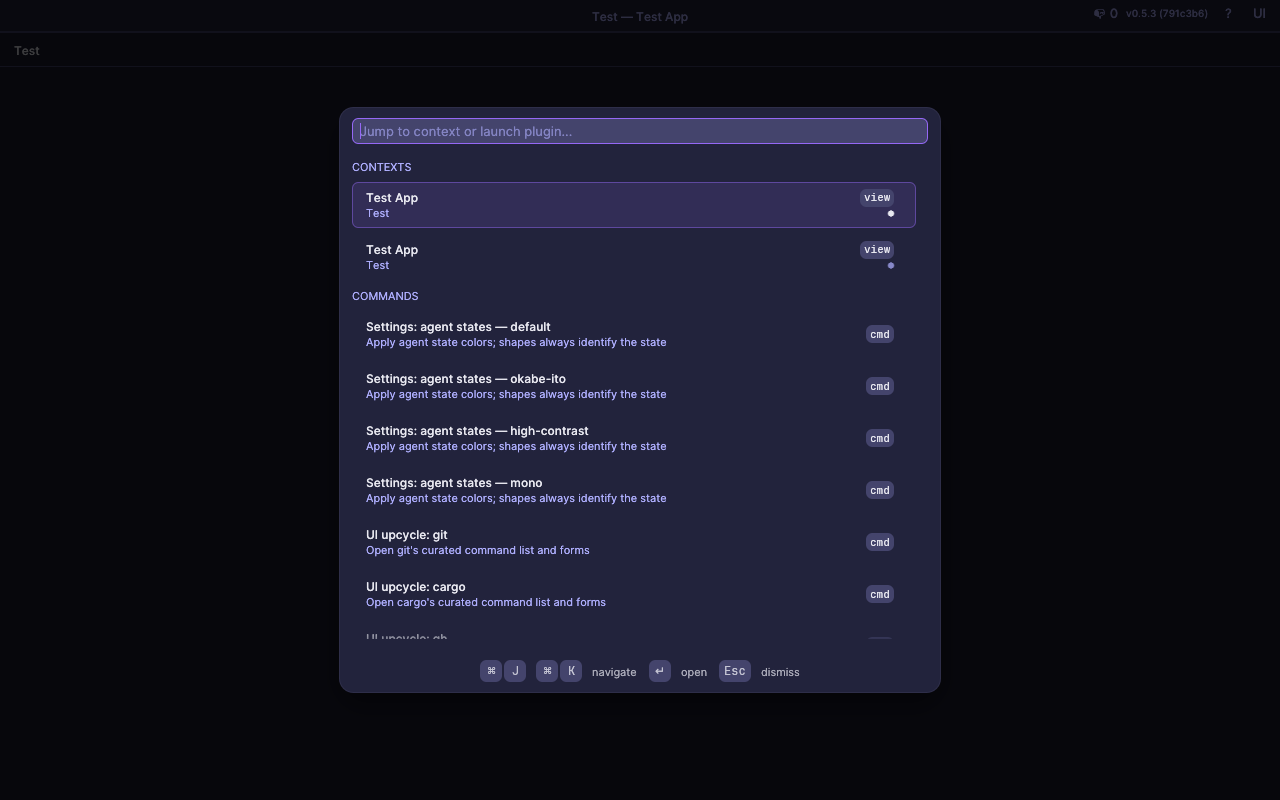 Test — Test App
0 v0.5.3 (791c3b6) ? UI
Test
Jump to context or launch plugin...
CONTEXTS
Test App view
Test
Test App view
Test
COMMANDS
Settings: agent states — default
Apply agent state colors; shapes always identify the state
cmd
Settings: agent states — okabe-ito
Apply agent state colors; shapes always identify the state
cmd
Settings: agent states — high-contrast
Apply agent state colors; shapes always identify the state
cmd
Settings: agent states — mono
Apply agent state colors; shapes always identify the state
cmd
UI upcycle: git
Open git's curated command list and forms
cmd
UI upcycle: cargo
Open cargo's curated command list and forms
cmd
UI upcycle: gh
⌘ J ⌘ K navigate ↵ open Esc dismiss